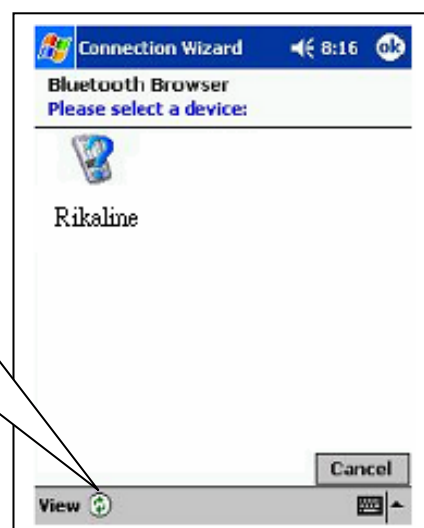 Connection Wizard 8:16 ok
Bluetooth Browser
Please select a device:
Rikaline
Cancel
View